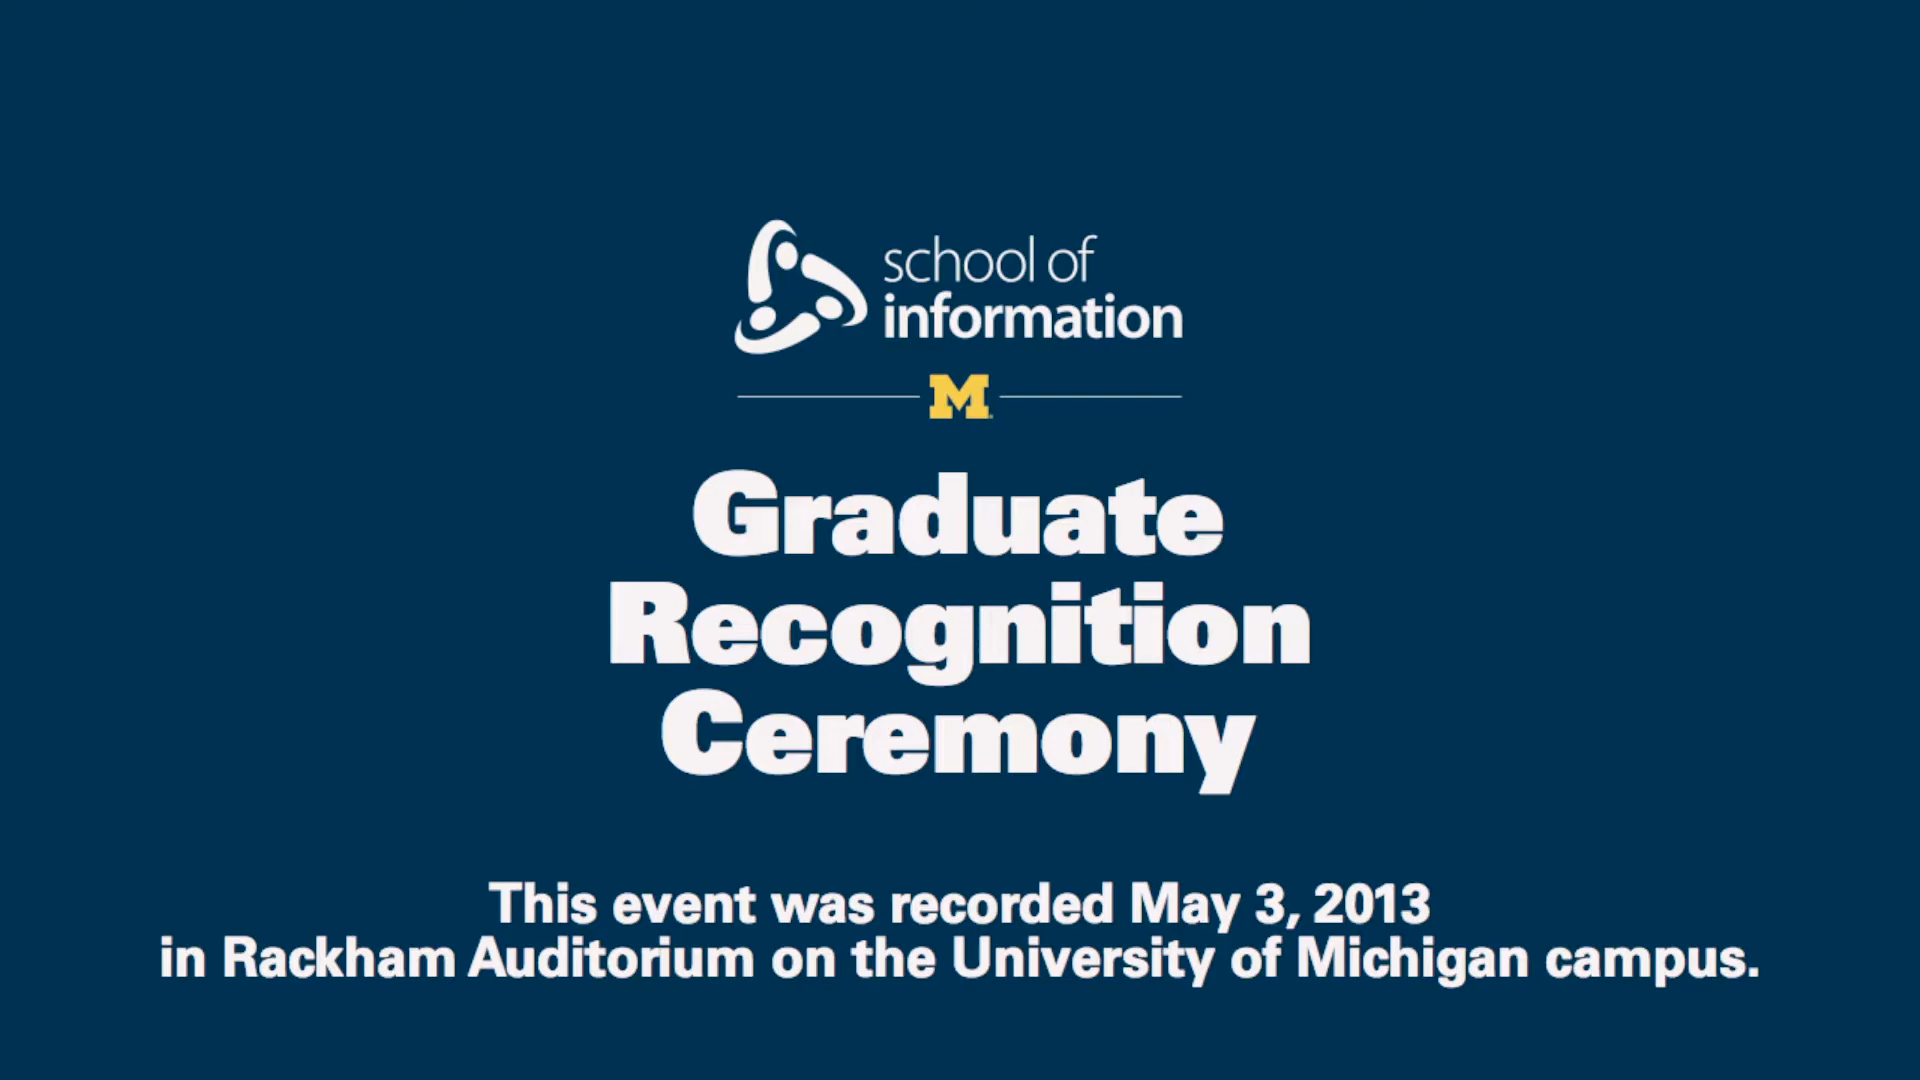 school of
information
M
Graduate
Recognition
Ceremony
This event was recorded May 3, 2013
in Rackham Auditorium on the University of Michigan campus.